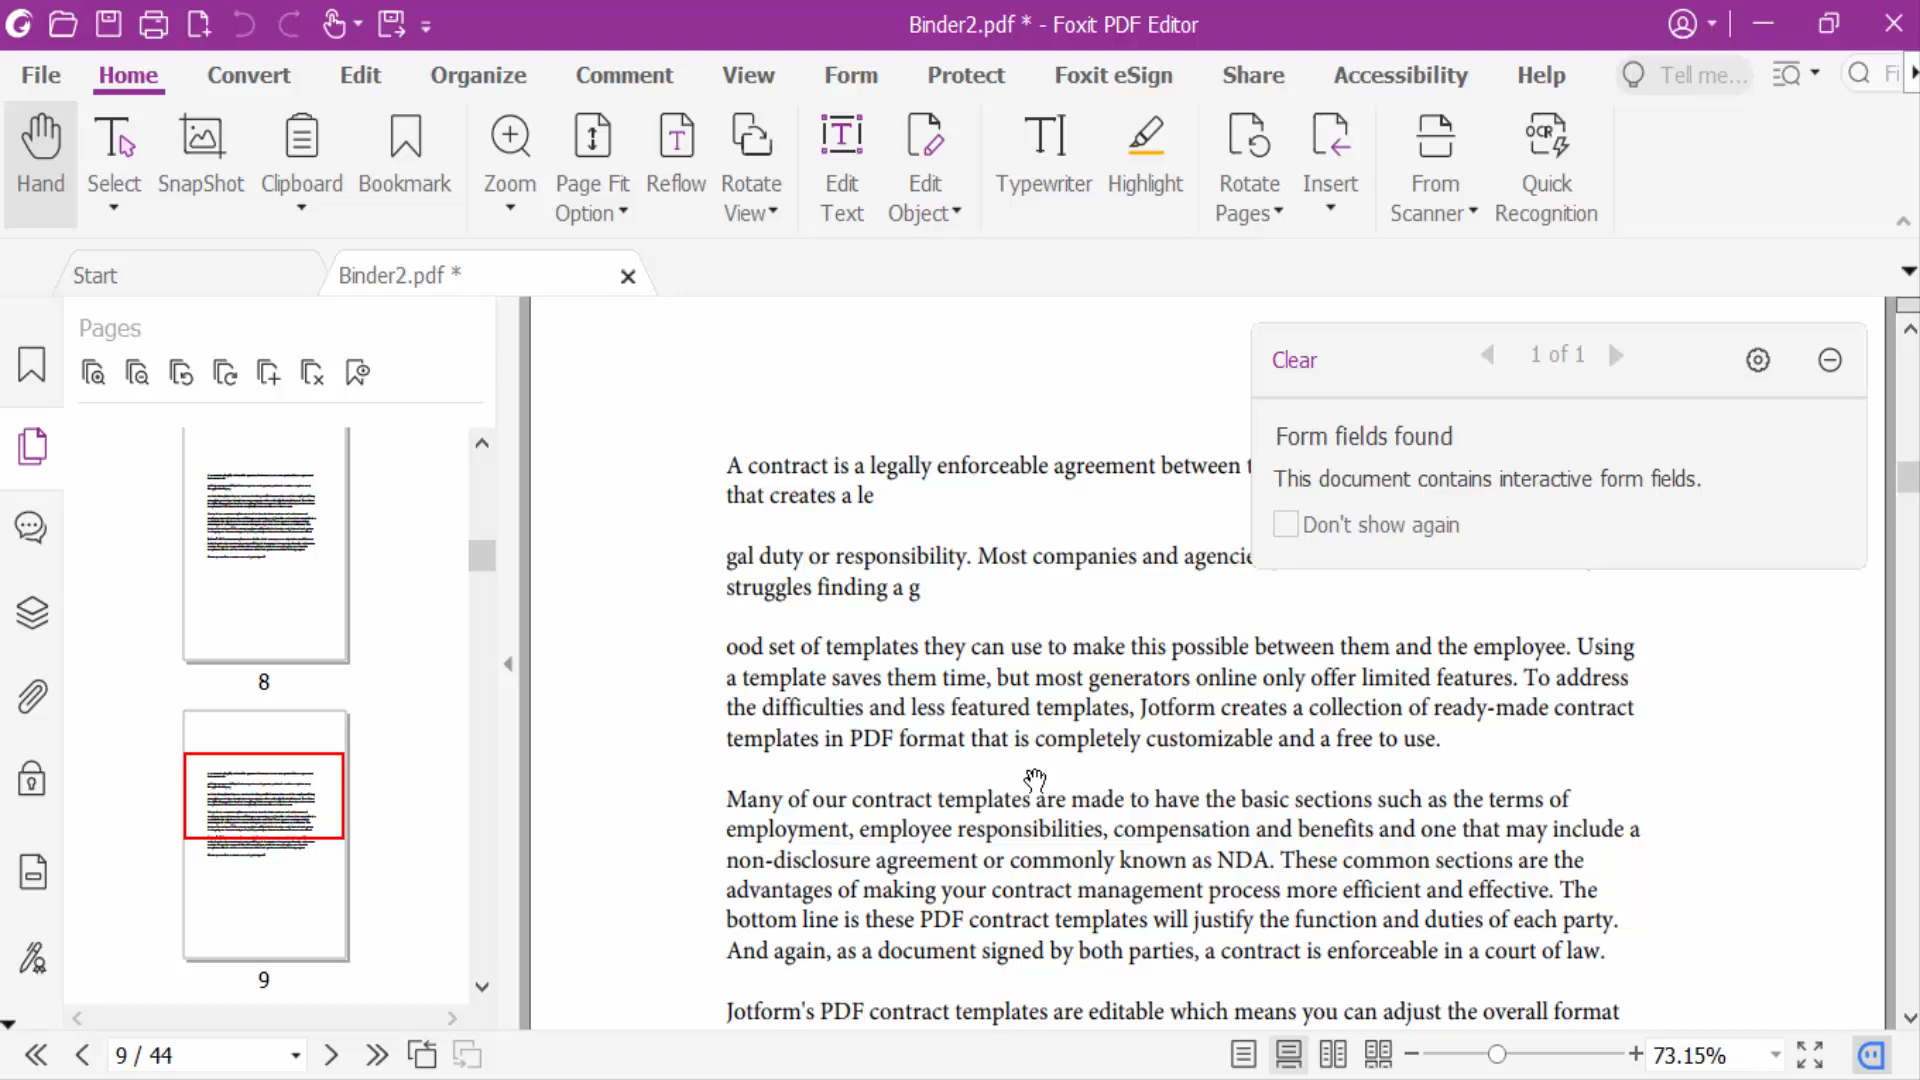 Binder2.pdf * - Foxit PDF Editor
File Home Convert Edit Organize Comment View Form Protect Foxit eSign Share Accessibility Help Tell me... Fi
Hand Select SnapShot Clipboard Bookmark Zoom Page Fit Option Reflow Rotate View Edit Text Edit Object Typewriter Highlight Rotate Pages Insert From Scanner OCR Quick Recognition
Start Binder2.pdf *
Pages
8
9
Clear 1 of 1
Form fields found
This document contains interactive form fields.
Don't show again
A contract is a legally enforceable agreement between
that creates a le
gal duty or responsibility. Most companies and
struggles finding a g
ood set of templates they can use to make this possible between them and the employee. Using
a template saves them time, but most generators online only offer limited features. To address
the difficulties and less featured templates, Jotform creates a collection of ready-made contract
templates in PDF format that is completely customizable and a free to use.
Many of our contract templates are made to have the basic sections such as the terms of
employment, employee responsibilities, compensation and benefits and one that may include a
non-disclosure agreement or commonly known as NDA. These common sections are the
advantages of making your contract management process more efficient and effective. The
bottom line is these PDF contract templates will justify the function and duties of each party.
And again, as a document signed by both parties, a contract is enforceable in a court of law.
Jotform's PDF contract templates are editable which means you can adjust the overall format
9 / 44 73.15%